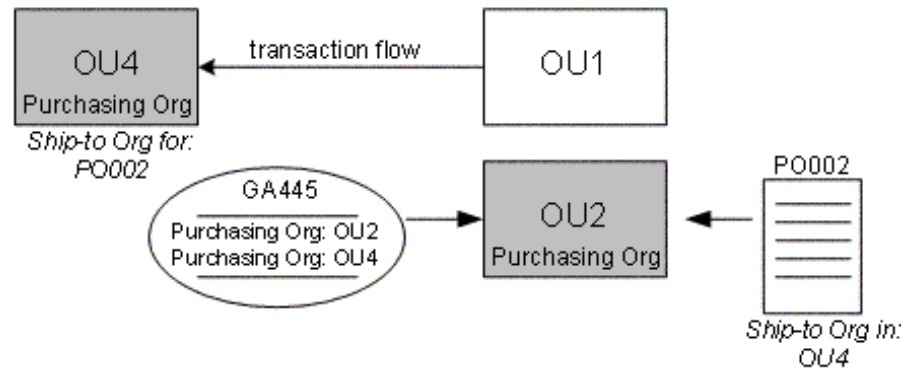 OU4
Purchasing Org
Ship-to Org for:
PO002
transaction flow
OU1
GA445
Purchasing Org: OU2
Purchasing Org: OU4
OU2
Purchasing Org
PO002
Ship-to Org in:
OU4